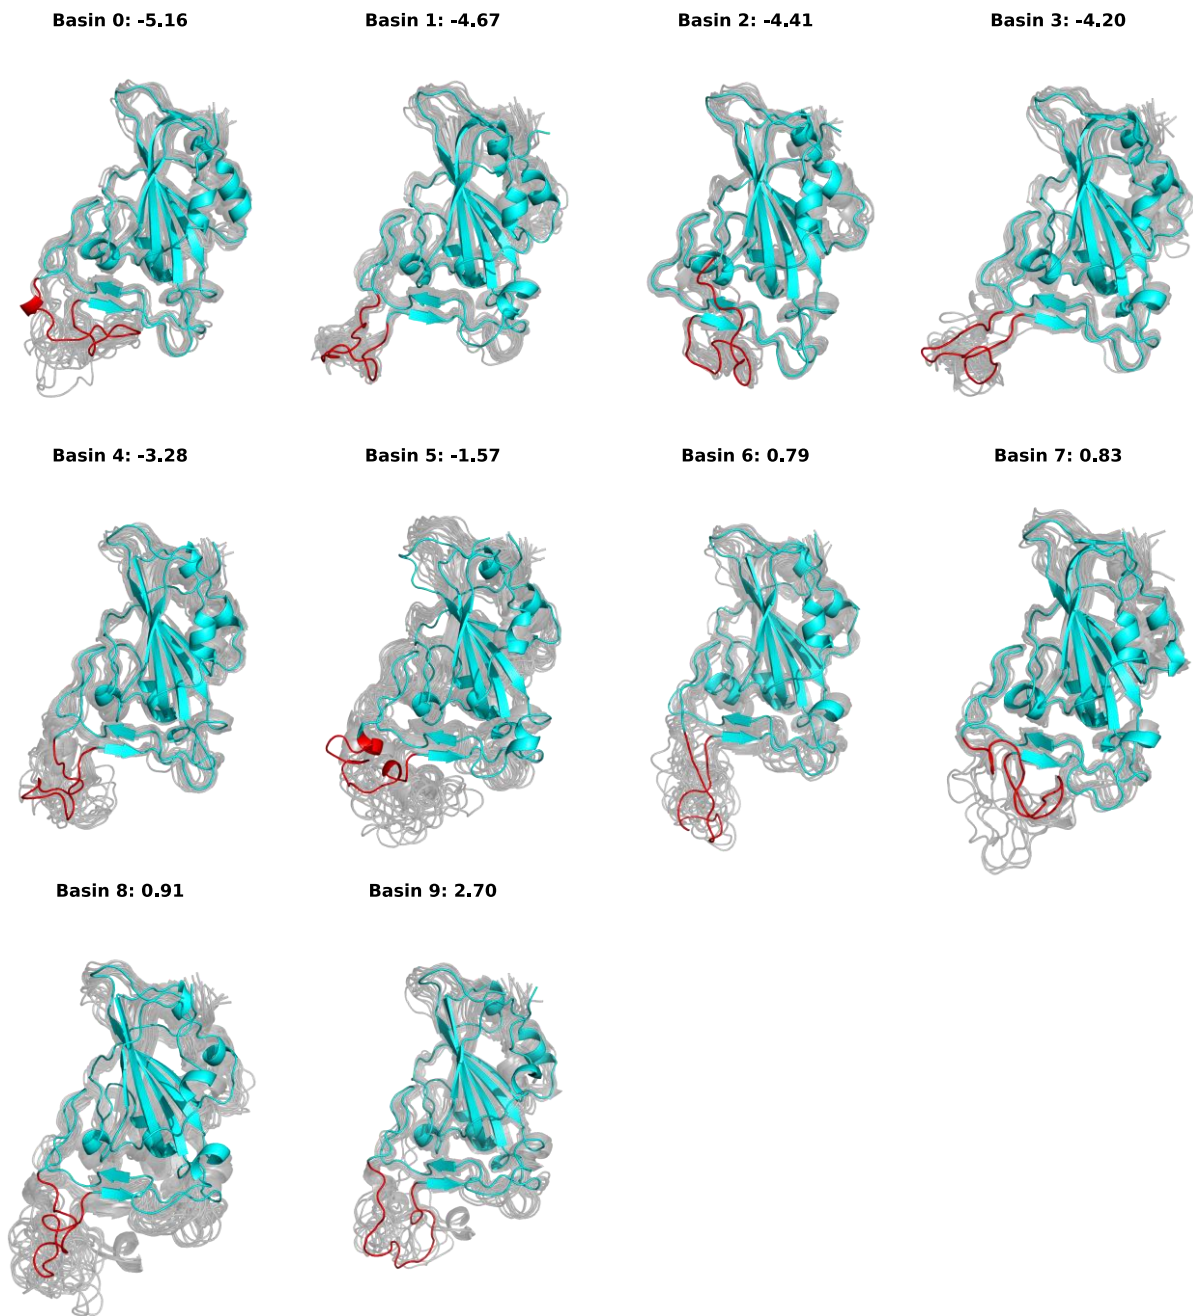 Basin 0: -5.16
Basin 1: -4.67
Basin 2: -4.41
Basin 3: -4.20
Basin 4: -3.28
Basin 5: -1.57
Basin 6: 0.79
Basin 7: 0.83
Basin 8: 0.91
Basin 9: 2.70